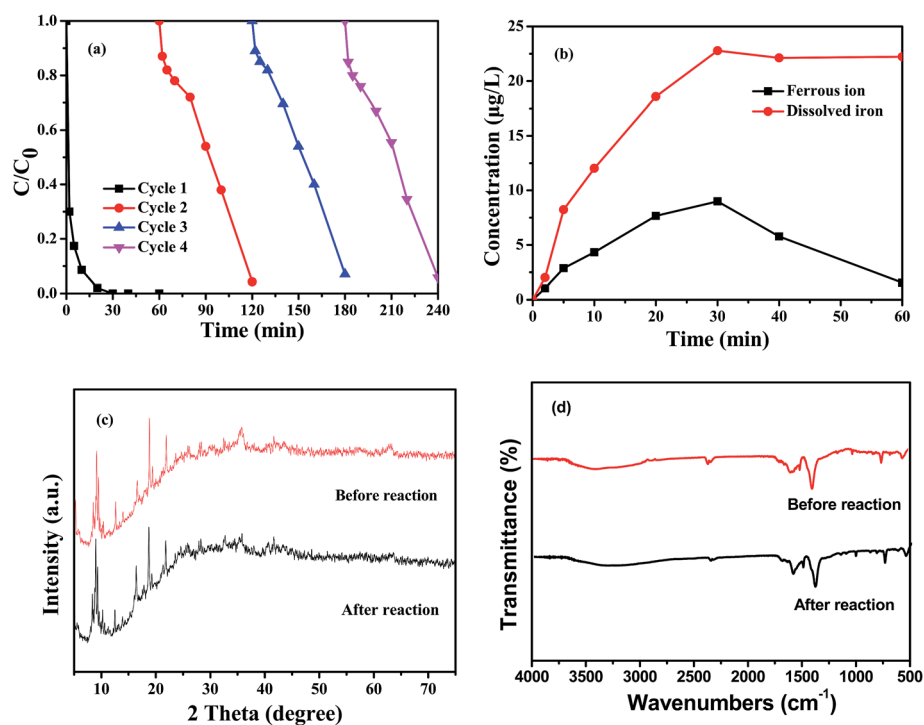 (a)
C/C0
1.0
0.8
0.6
0.4
0.2
0.0
Cycle 1
Cycle 2
Cycle 3
Cycle 4
0 30 60 90 120 150 180 210 240
Time (min)
(b)
Concentration (μg/L)
25
20
15
10
5
0
Ferrous ion
Dissolved iron
0 10 20 30 40 50 60
Time (min)
(c)
Intensity (a.u.)
Before reaction
After reaction
10 20 30 40 50 60 70
2 Theta (degree)
(d)
Transmittance (%)
Before reaction
After reaction
4000 3500 3000 2500 2000 1500 1000 500
Wavenumbers (cm-1)